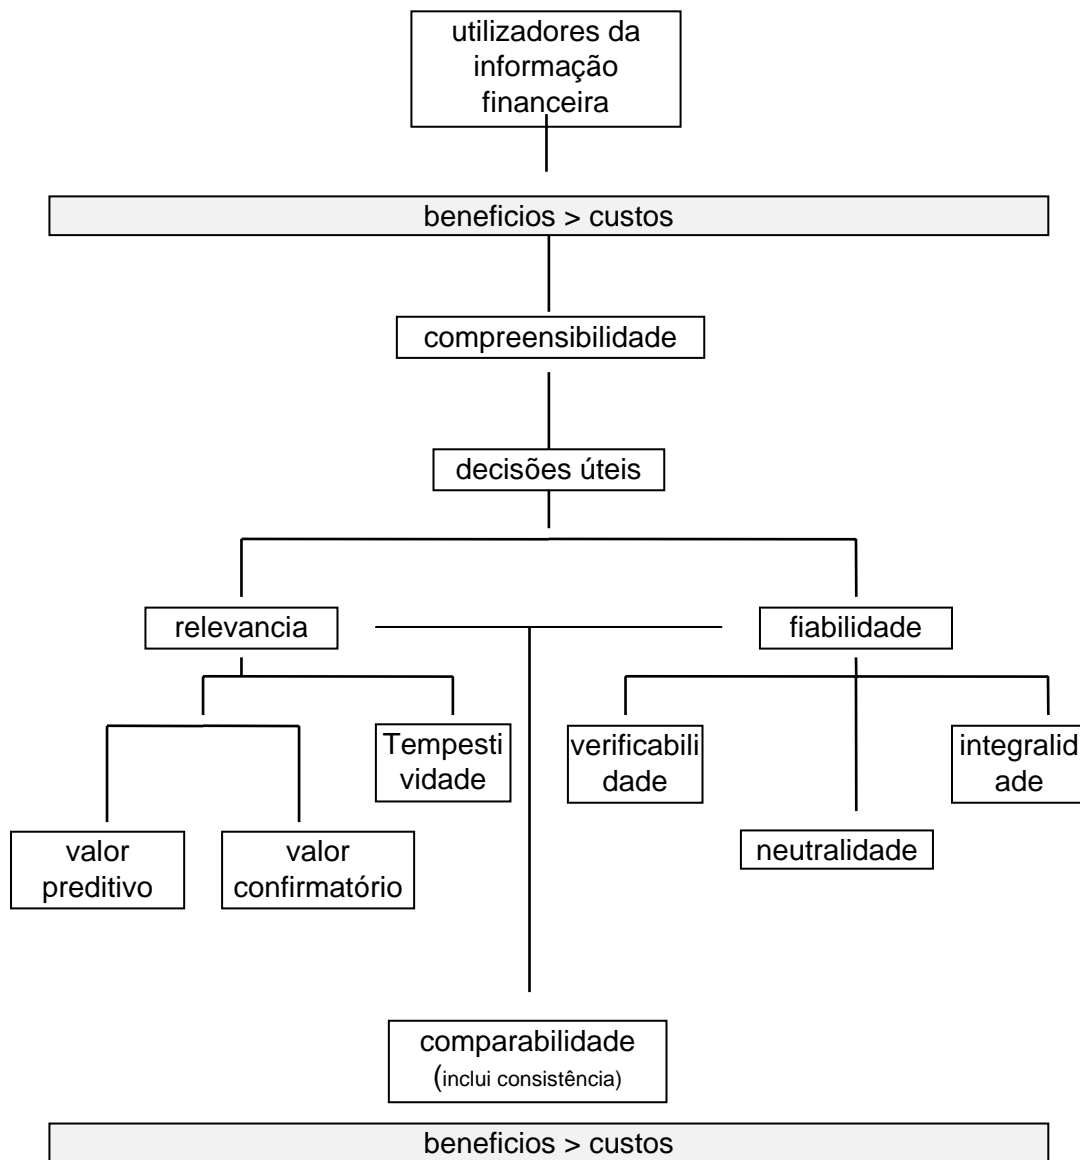 utilizadores da
informação
financeira
beneficios > custos
compreensibilidade
decisões úteis
relevancia
fiabilidade
Tempesti
vidade
verificabili
dade
integralid
ade
valor
preditivo
valor
confirmatório
neutralidade
comparabilidade
(inclui consistência)
beneficios > custos